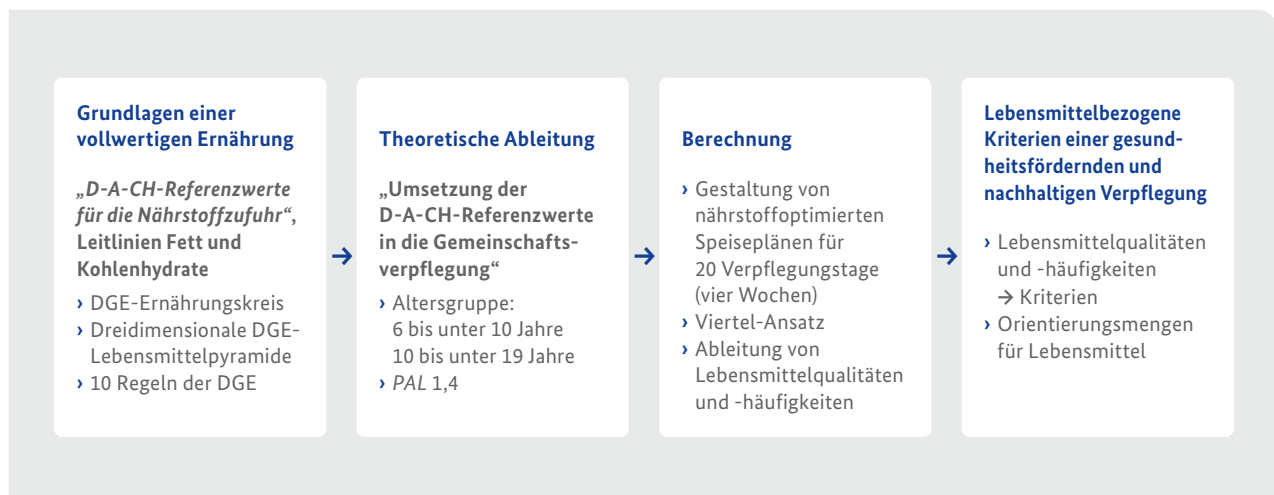 Grundlagen einer
vollwertigen Ernährung
„D-A-CH-Referenzwerte
für die Nährstoffzufuhr“,
Leitlinien Fett und
Kohlenhydrate
› DGE-Ernährungskreis
› Dreidimensionale DGE-
Lebensmittelpyramide
› 10 Regeln der DGE
→
Theoretische Ableitung
„Umsetzung der
D-A-CH-Referenzwerte
in die Gemeinschafts-
verpflegung“
› Altersgruppe:
6 bis unter 10 Jahre
10 bis unter 19 Jahre
› PAL 1,4
→
Berechnung
› Gestaltung von
nährstoffoptimierten
Speiseplänen für
20 Verpflegungstage
(vier Wochen)
› Viertel-Ansatz
› Ableitung von
Lebensmittelqualitäten
und -häufigkeiten
→
Lebensmittelbezogene
Kriterien einer gesund-
heitsfördernden und
nachhaltigen Verpflegung
› Lebensmittelqualitäten
und -häufigkeiten
→ Kriterien
› Orientierungsmengen
für Lebensmittel